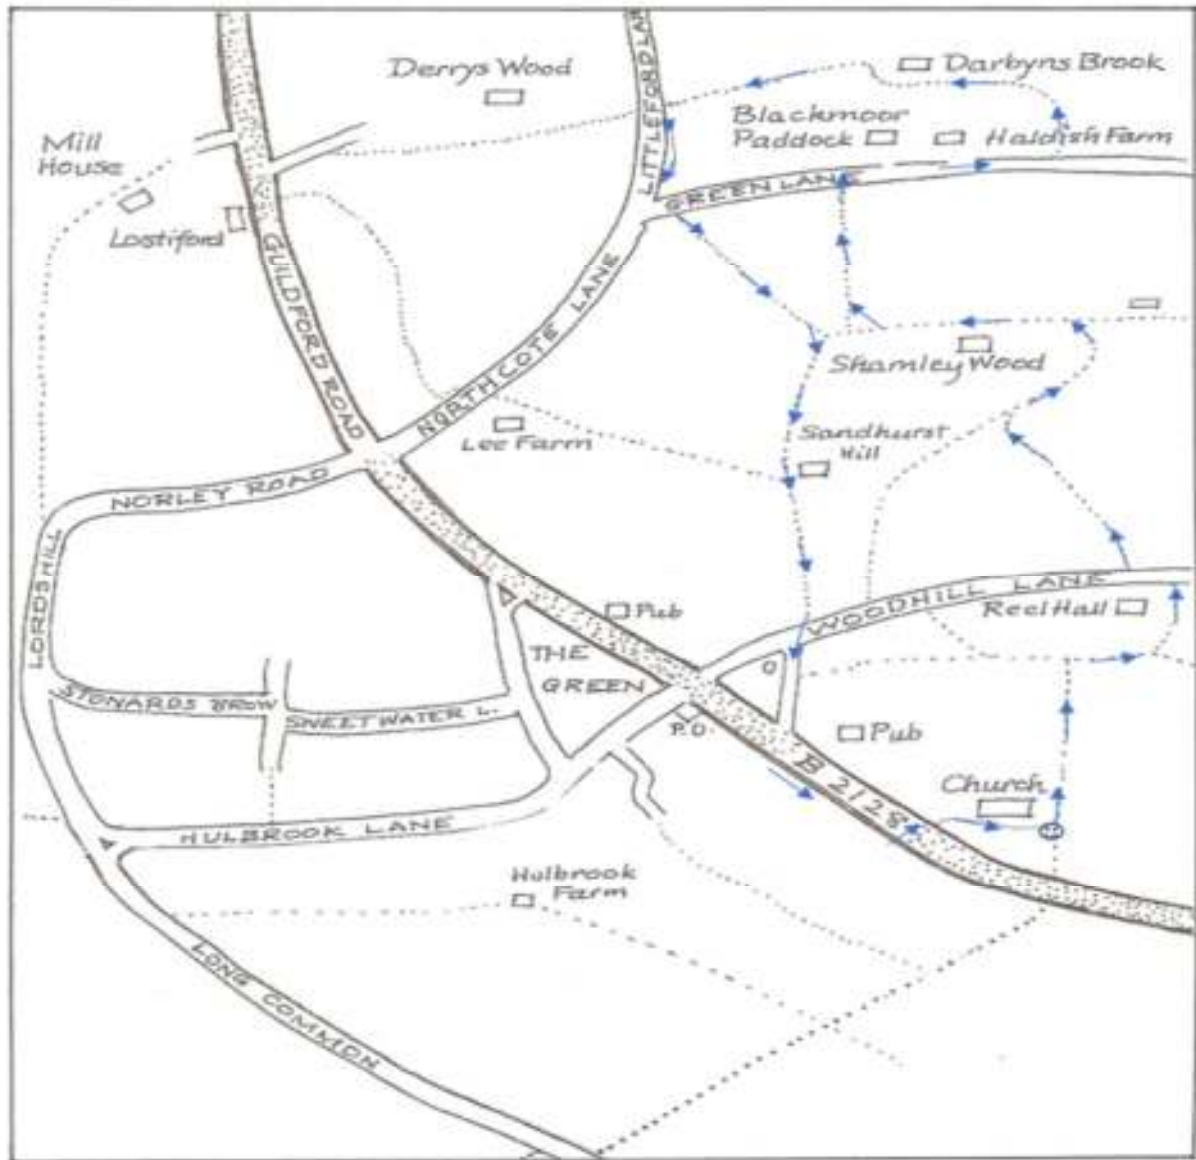 LITTLEFORD LAN
Derrys Wood
Darbyns Brook
Blackmoor
Paddock
Haldish Farm
Mill
House
GREEN LANE
Lostiford
GUILDFORD ROAD
NORTHCOTE LANE
Shamley Wood
Lee Farm
Sandhurst
Hill
NORLEY ROAD
LORDSHILL
WOODHILL LANE
Reel Hall
Pub
THE
GREEN
STONARDS BROW
SWEETWATER L.
P.O.
Pub
B 2128
Church
HULBROOK LANE
Hulbrook
Farm
LONG COMMON